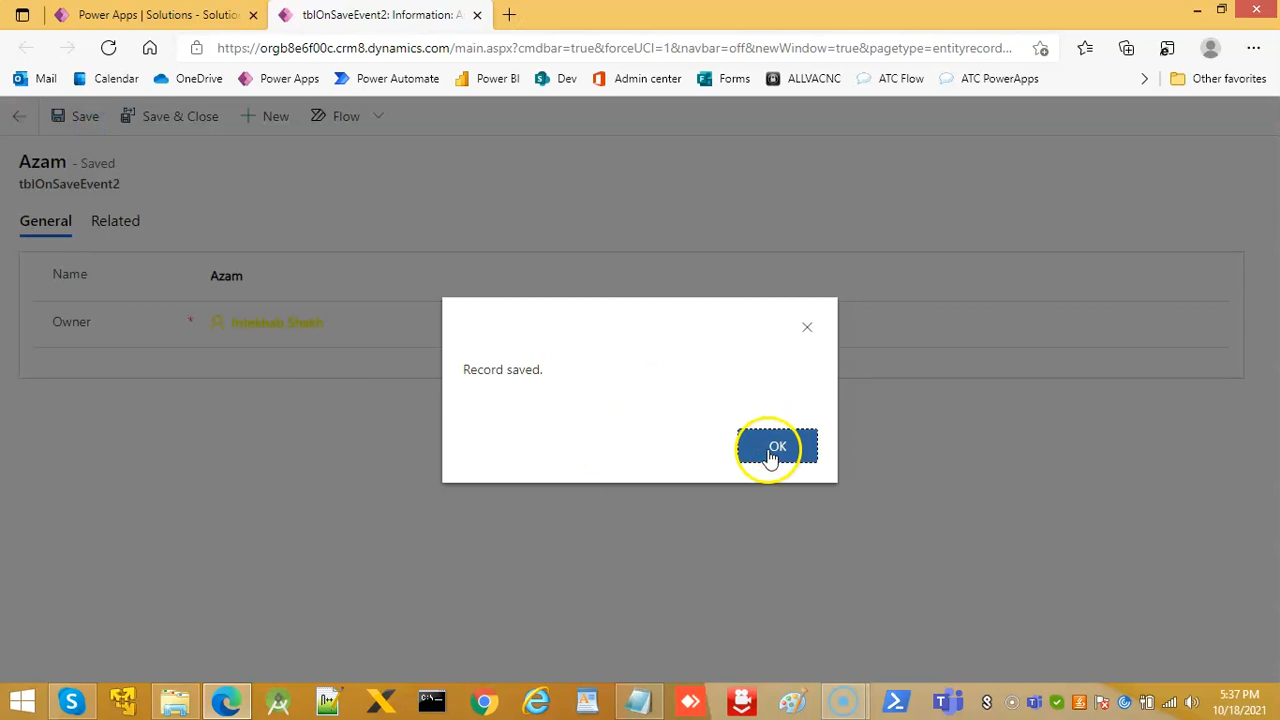 Power Apps | Solutions - Solution
tblOnSaveEvent2: Information: A
https://orgb8e6f00c.crm8.dynamics.com/main.aspx?cmdbar=true&forceUCI=1&navbar=off&newWindow=true&pagetype=entityrecord...
Mail Calendar OneDrive Power Apps Power Automate Power BI Dev Admin center Forms ALLVACNC ATC Flow ATC PowerApps Other favorites
Save Save & Close New Flow
Azam - Saved
tblOnSaveEvent2
General Related
Name Azam
Owner * Intekhab Shaikh
Record saved.
OK
5:37 PM
10/18/2021